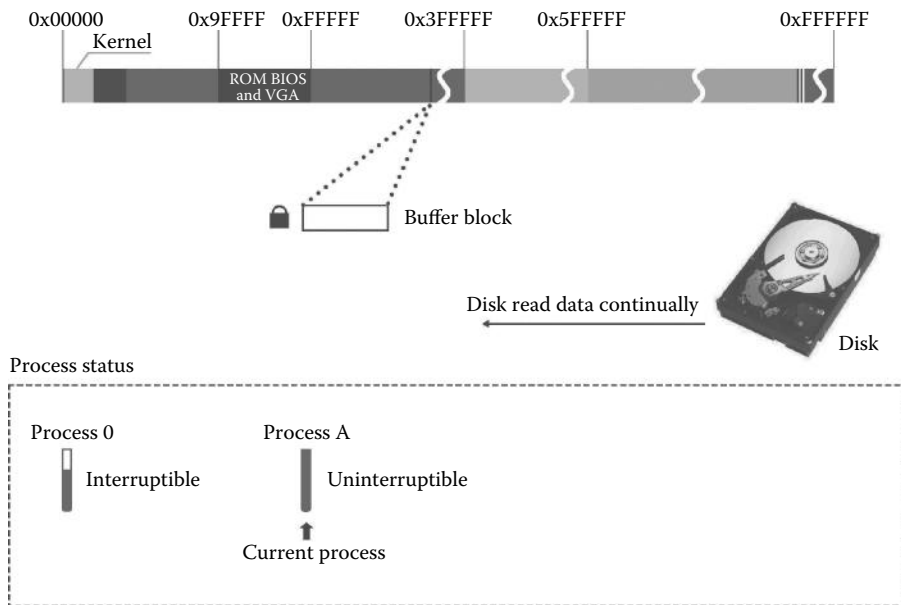 0x00000 0x9FFFF 0xFFFFF 0x3FFFFF 0x5FFFFF 0xFFFFFF
Kernel
ROM BIOS
and VGA
Buffer block
Disk read data continually
Disk
Process status
Process 0 Process A
Interruptible Uninterruptible
Current process